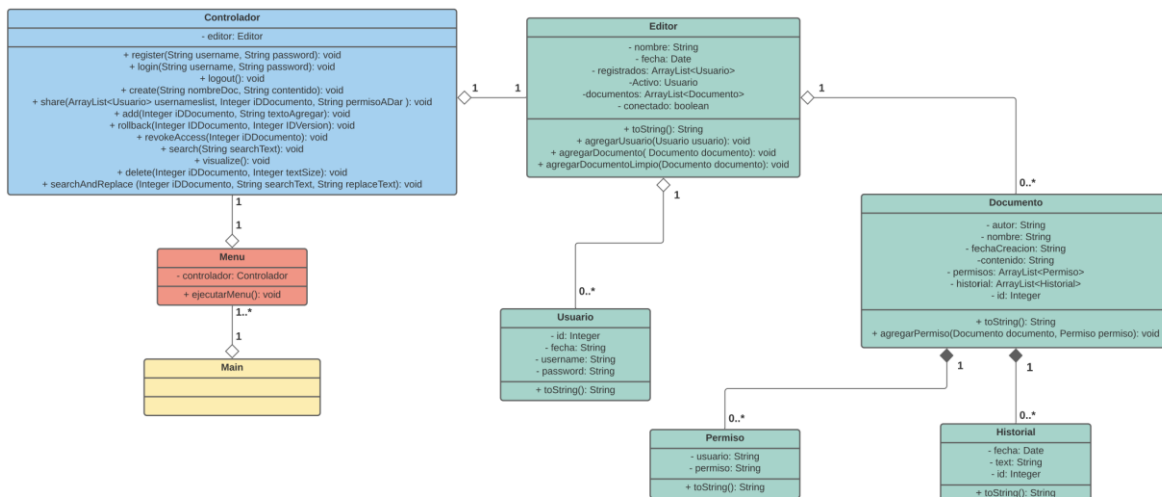 Controlador
- editor: Editor
+ register(String username, String password): void
+ login(String username, String password): void
+ logout(): void
+ create(String nombreDoc, String contenido): void
+ share(ArrayList<Usuario> usernameslist, Integer iDDocumento, String permisoADar ): void
+ add(Integer iDDocumento, String textoAgregar): void
+ rollback(Integer IDDocumento, Integer IDVersion): void
+ revokeAccess(Integer iDDocumento): void
+ search(String searchText): void
+ visualize(): void
+ delete(Integer iDDocumento, Integer textSize): void
+ searchAndReplace (Integer iDDocumento, String searchText, String replaceText): void
1
1
Editor
- nombre: String
- fecha: Date
- registrados: ArrayList<Usuario>
-Activo: Usuario
-documentos: ArrayList<Documento>
- conectado: boolean
+ toString(): String
+ agregarUsuario(Usuario usuario): void
+ agregarDocumento( Documento documento): void
+ agregarDocumentoLimpio(Documento documento): void
1
0..*
1
0..*
1
1
Menu
- controlador: Controlador
+ ejecutarMenu(): void
1..*
1
Main
Usuario
- id: Integer
- fecha: String
- username: String
- password: String
+ toString(): String
Documento
- autor: String
- nombre: String
- fechaCreacion: String
-contenido: String
- permisos: ArrayList<Permiso>
- historial: ArrayList<Historial>
- id: Integer
+ toString(): String
+ agregarPermiso(Documento documento, Permiso permiso): void
1
1
0..*
0..*
Permiso
- usuario: String
- permiso: String
+ toString(): String
Historial
- fecha: Date
- text: String
- id: Integer
+ toString(): String